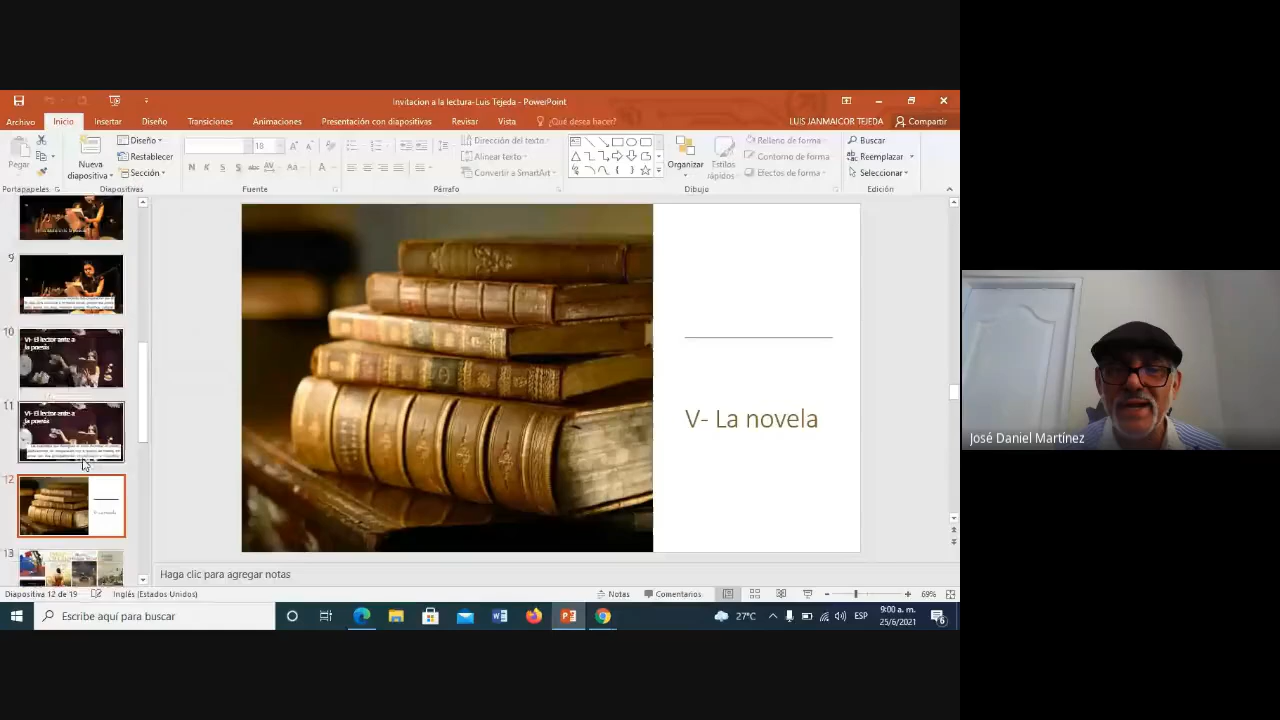 Invitacion a la lectura-Luis Tejeda - PowerPoint
Archivo Inicio Insertar Diseño Transiciones Animaciones Presentación con diapositivas Revisar Vista ¿Qué desea hacer? LUIS JANMAICOR TEJEDA Compartir
Pegar
Nueva diapositiva
Diseño
Restablecer
Sección
18
N K S S abc
Dirección del texto
Alinear texto
Convertir a SmartArt
Organizar
Estilos rápidos
Relleno de forma
Contorno de forma
Efectos de forma
Buscar
Reemplazar
Seleccionar
Portapapeles Diapositivas Fuente Párrafo Dibujo Edición
9
10
VI- El lector ante a
la poesía
11
VI- El lector ante a
la poesía
12
V- La novela
13
V- La novela
José Daniel Martínez
Haga clic para agregar notas
Diapositiva 12 de 19 Inglés (Estados Unidos) Notas Comentarios 69%
Escribe aquí para buscar
27°C ESP
9:00 a. m.
25/6/2021
6